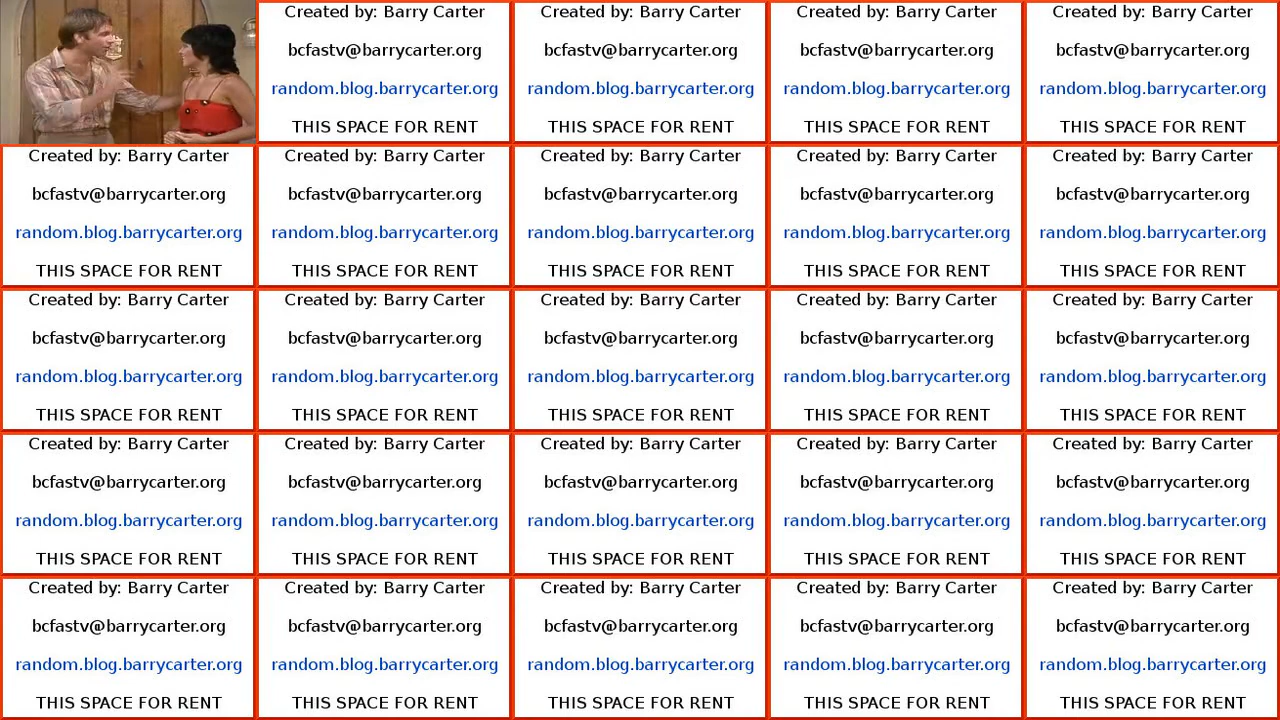 Created by: Barry Carter
bcfastv@barrycarter.org
random.blog.barrycarter.org
THIS SPACE FOR RENT
Created by: Barry Carter
bcfastv@barrycarter.org
random.blog.barrycarter.org
THIS SPACE FOR RENT
Created by: Barry Carter
bcfastv@barrycarter.org
random.blog.barrycarter.org
THIS SPACE FOR RENT
Created by: Barry Carter
bcfastv@barrycarter.org
random.blog.barrycarter.org
THIS SPACE FOR RENT
Created by: Barry Carter
bcfastv@barrycarter.org
random.blog.barrycarter.org
THIS SPACE FOR RENT
Created by: Barry Carter
bcfastv@barrycarter.org
random.blog.barrycarter.org
THIS SPACE FOR RENT
Created by: Barry Carter
bcfastv@barrycarter.org
random.blog.barrycarter.org
THIS SPACE FOR RENT
Created by: Barry Carter
bcfastv@barrycarter.org
random.blog.barrycarter.org
THIS SPACE FOR RENT
Created by: Barry Carter
bcfastv@barrycarter.org
random.blog.barrycarter.org
THIS SPACE FOR RENT
Created by: Barry Carter
bcfastv@barrycarter.org
random.blog.barrycarter.org
THIS SPACE FOR RENT
Created by: Barry Carter
bcfastv@barrycarter.org
random.blog.barrycarter.org
THIS SPACE FOR RENT
Created by: Barry Carter
bcfastv@barrycarter.org
random.blog.barrycarter.org
THIS SPACE FOR RENT
Created by: Barry Carter
bcfastv@barrycarter.org
random.blog.barrycarter.org
THIS SPACE FOR RENT
Created by: Barry Carter
bcfastv@barrycarter.org
random.blog.barrycarter.org
THIS SPACE FOR RENT
Created by: Barry Carter
bcfastv@barrycarter.org
random.blog.barrycarter.org
THIS SPACE FOR RENT
Created by: Barry Carter
bcfastv@barrycarter.org
random.blog.barrycarter.org
THIS SPACE FOR RENT
Created by: Barry Carter
bcfastv@barrycarter.org
random.blog.barrycarter.org
THIS SPACE FOR RENT
Created by: Barry Carter
bcfastv@barrycarter.org
random.blog.barrycarter.org
THIS SPACE FOR RENT
Created by: Barry Carter
bcfastv@barrycarter.org
random.blog.barrycarter.org
THIS SPACE FOR RENT
Created by: Barry Carter
bcfastv@barrycarter.org
random.blog.barrycarter.org
THIS SPACE FOR RENT
Created by: Barry Carter
bcfastv@barrycarter.org
random.blog.barrycarter.org
THIS SPACE FOR RENT
Created by: Barry Carter
bcfastv@barrycarter.org
random.blog.barrycarter.org
THIS SPACE FOR RENT
Created by: Barry Carter
bcfastv@barrycarter.org
random.blog.barrycarter.org
THIS SPACE FOR RENT
Created by: Barry Carter
bcfastv@barrycarter.org
random.blog.barrycarter.org
THIS SPACE FOR RENT